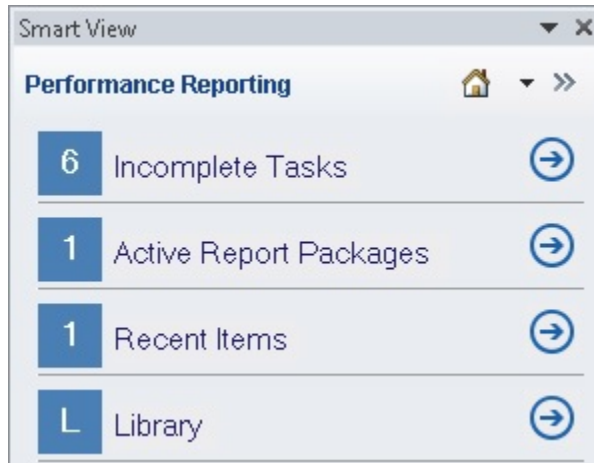 Smart View
Performance Reporting
6 Incomplete Tasks
1 Active Report Packages
1 Recent Items
L Library